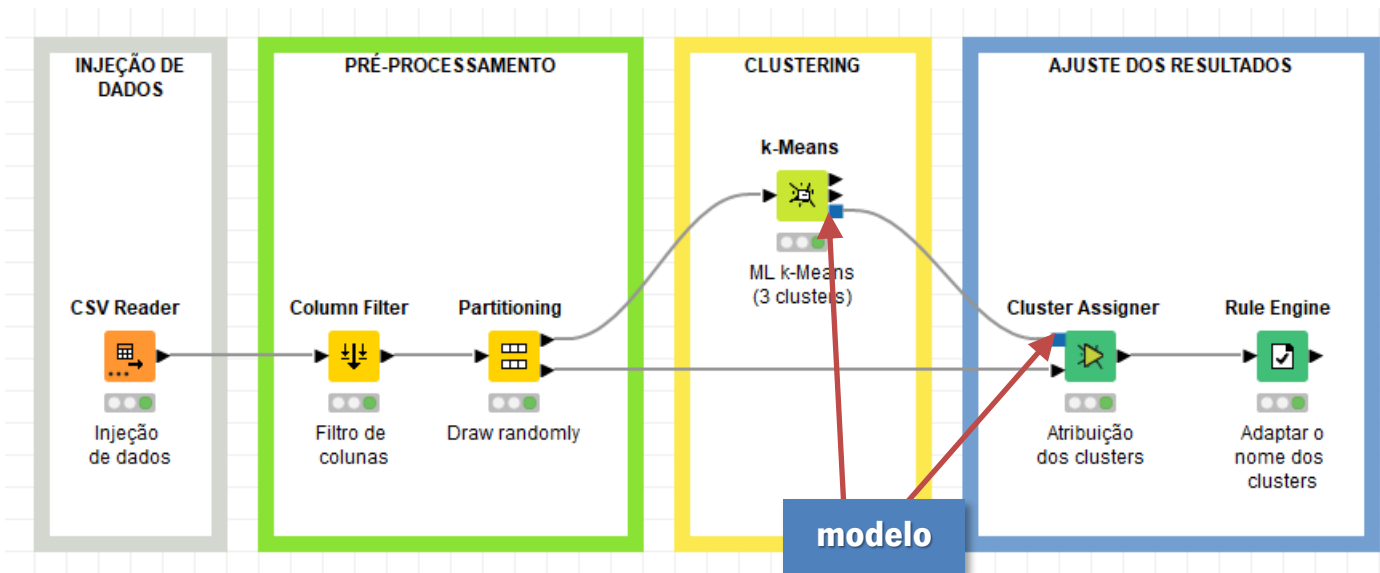 INJEÇÃO DE
DADOS
PRÉ-PROCESSAMENTO
CLUSTERING
AJUSTE DOS RESULTADOS
k-Means
ML k-Means
(3 clusters)
CSV Reader
Column Filter
Partitioning
Cluster Assigner
Rule Engine
Injeção
de dados
Filtro de
colunas
Draw randomly
Atribuição
dos clusters
Adaptar o
nome dos
clusters
modelo